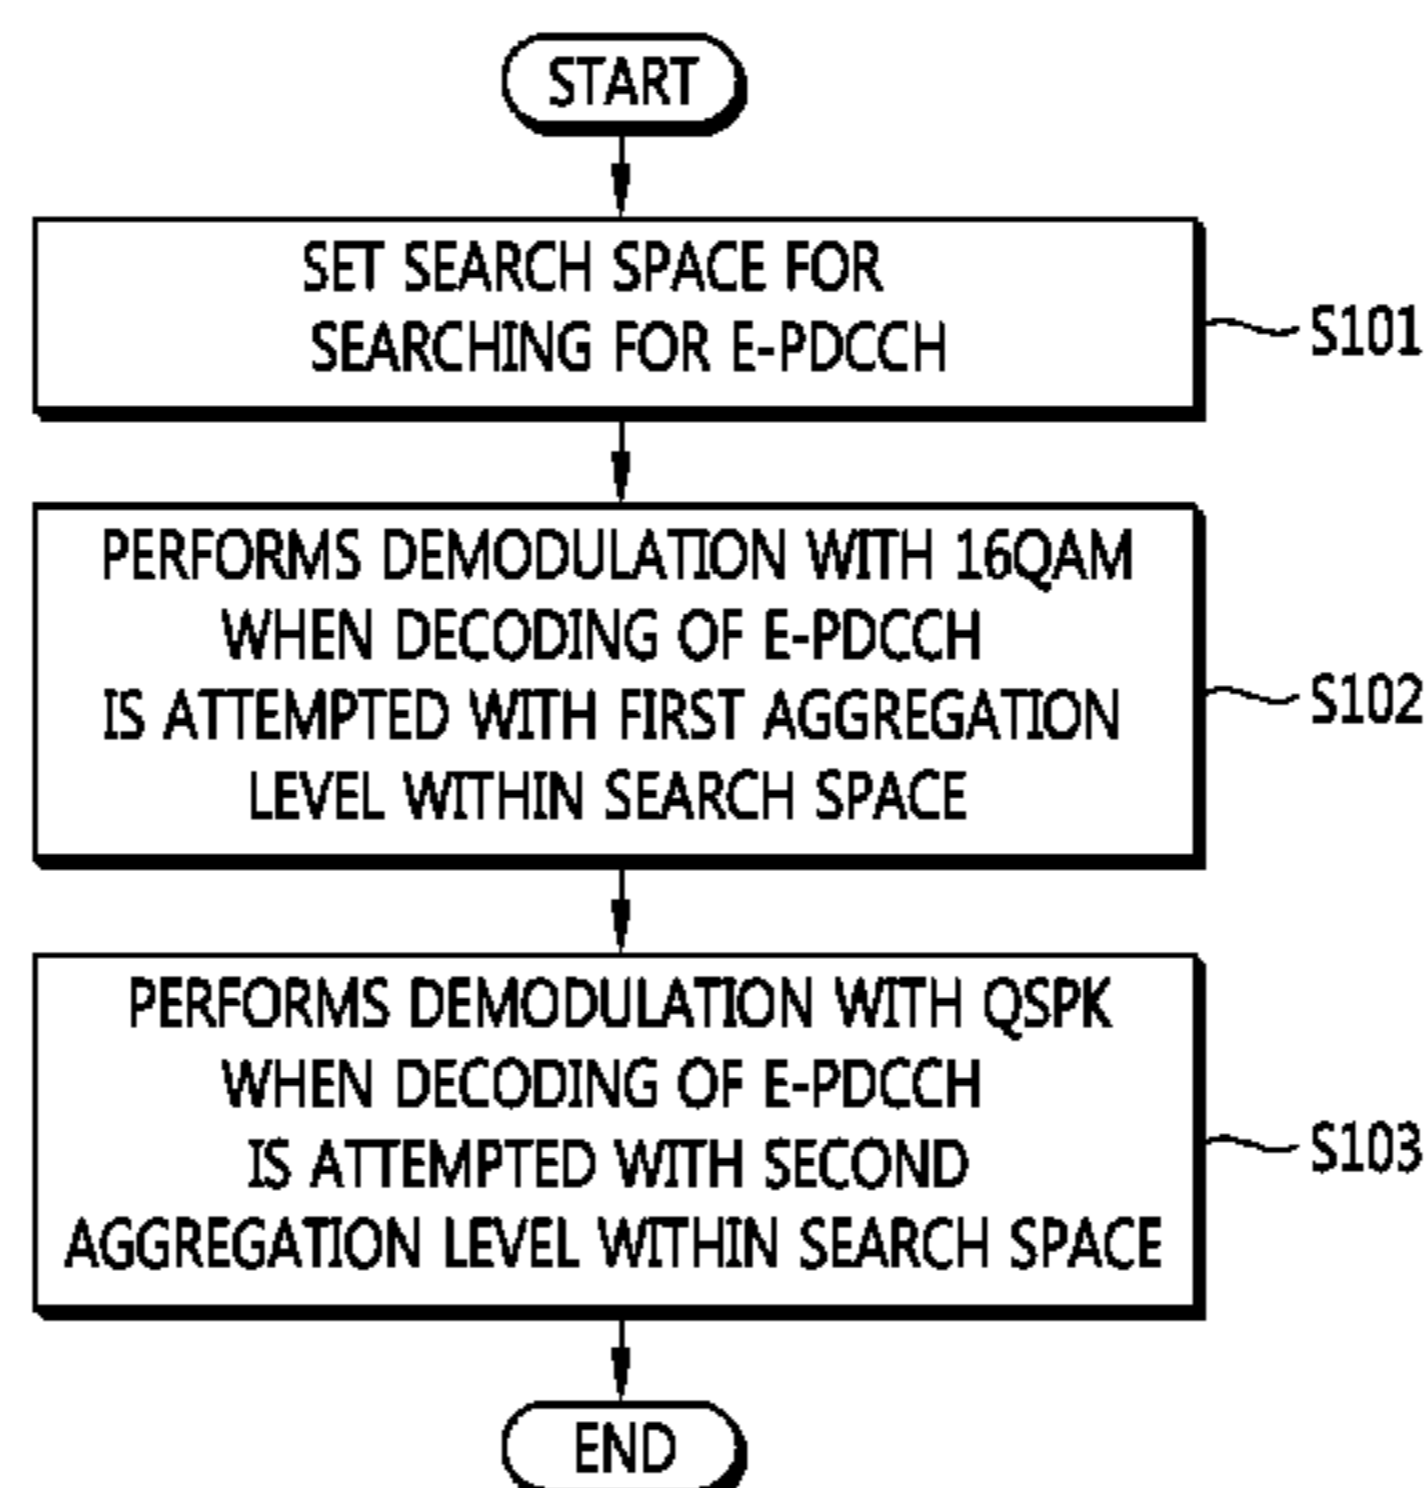 START
SET SEARCH SPACE FOR
SEARCHING FOR E-PDCCH
S101
PERFORMS DEMODULATION WITH 16QAM
WHEN DECODING OF E-PDCCH
IS ATTEMPTED WITH FIRST AGGREGATION
LEVEL WITHIN SEARCH SPACE
S102
PERFORMS DEMODULATION WITH QSPK
WHEN DECODING OF E-PDCCH
IS ATTEMPTED WITH SECOND
AGGREGATION LEVEL WITHIN SEARCH SPACE
S103
END